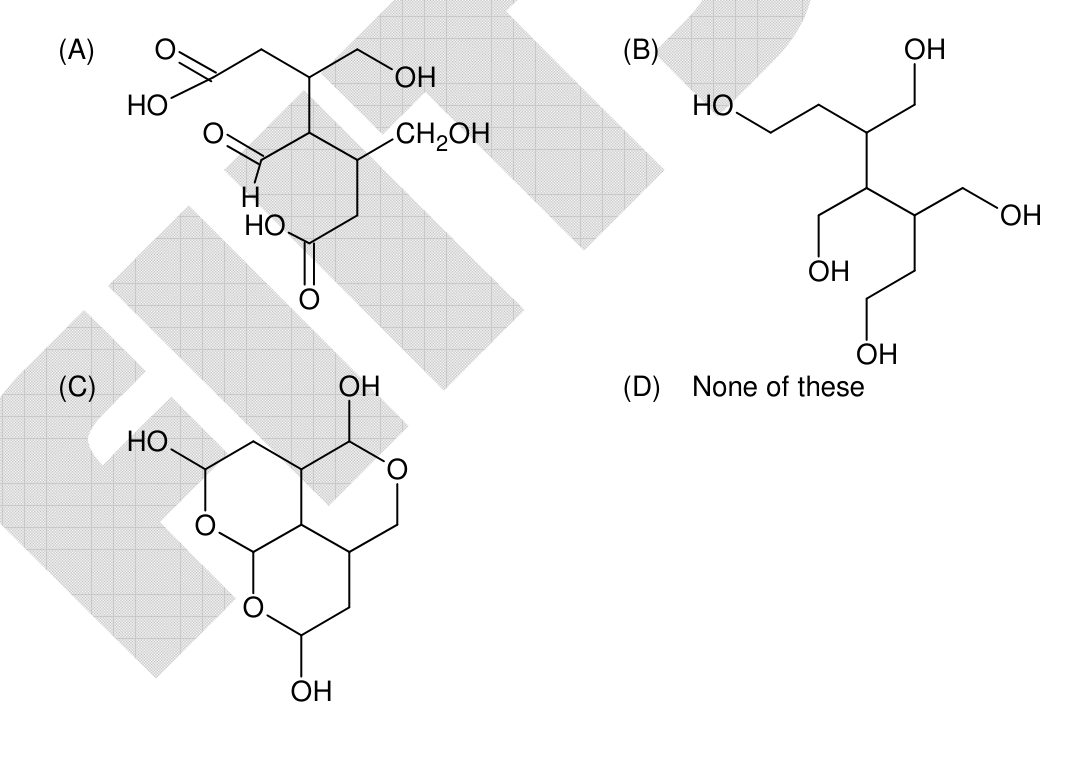 (A) O OH
HO
O CH₂OH
H
HO
O
(B) OH
HO
OH
OH
OH
(C) OH
HO
O
O
O
OH
(D) None of these